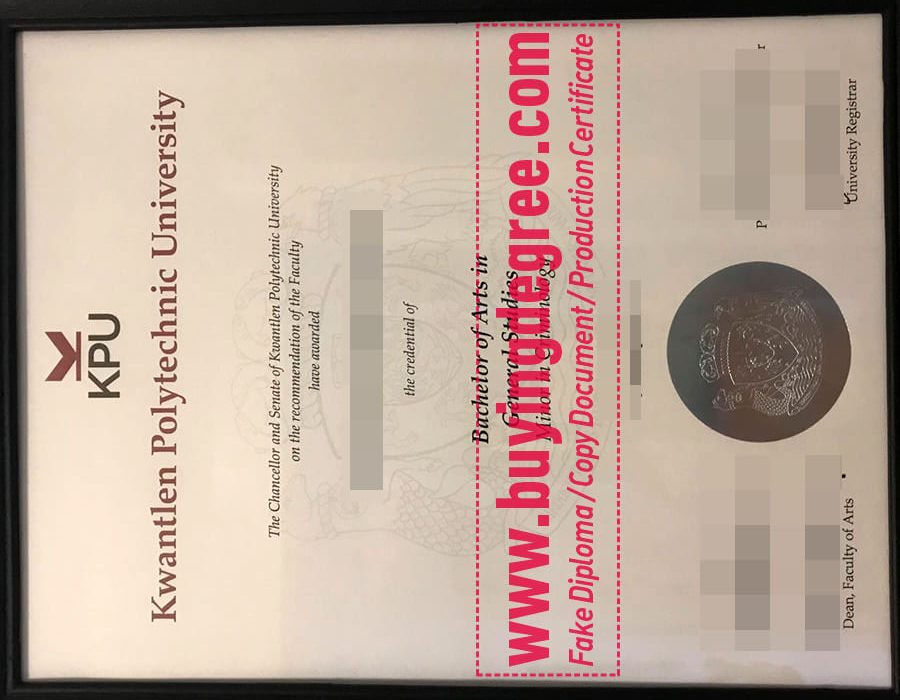 KPU
Kwantlen Polytechnic University
The Chancellor and Senate of Kwantlen Polytechnic University
on the recommendation of the Faculty
have awarded
the credential of
Bachelor of Arts in
General Studies
Minor in Criminology
www.buyingdegree.com
Fake Diploma/Copy Document/Production Certificate
Dean, Faculty of Arts
University Registrar